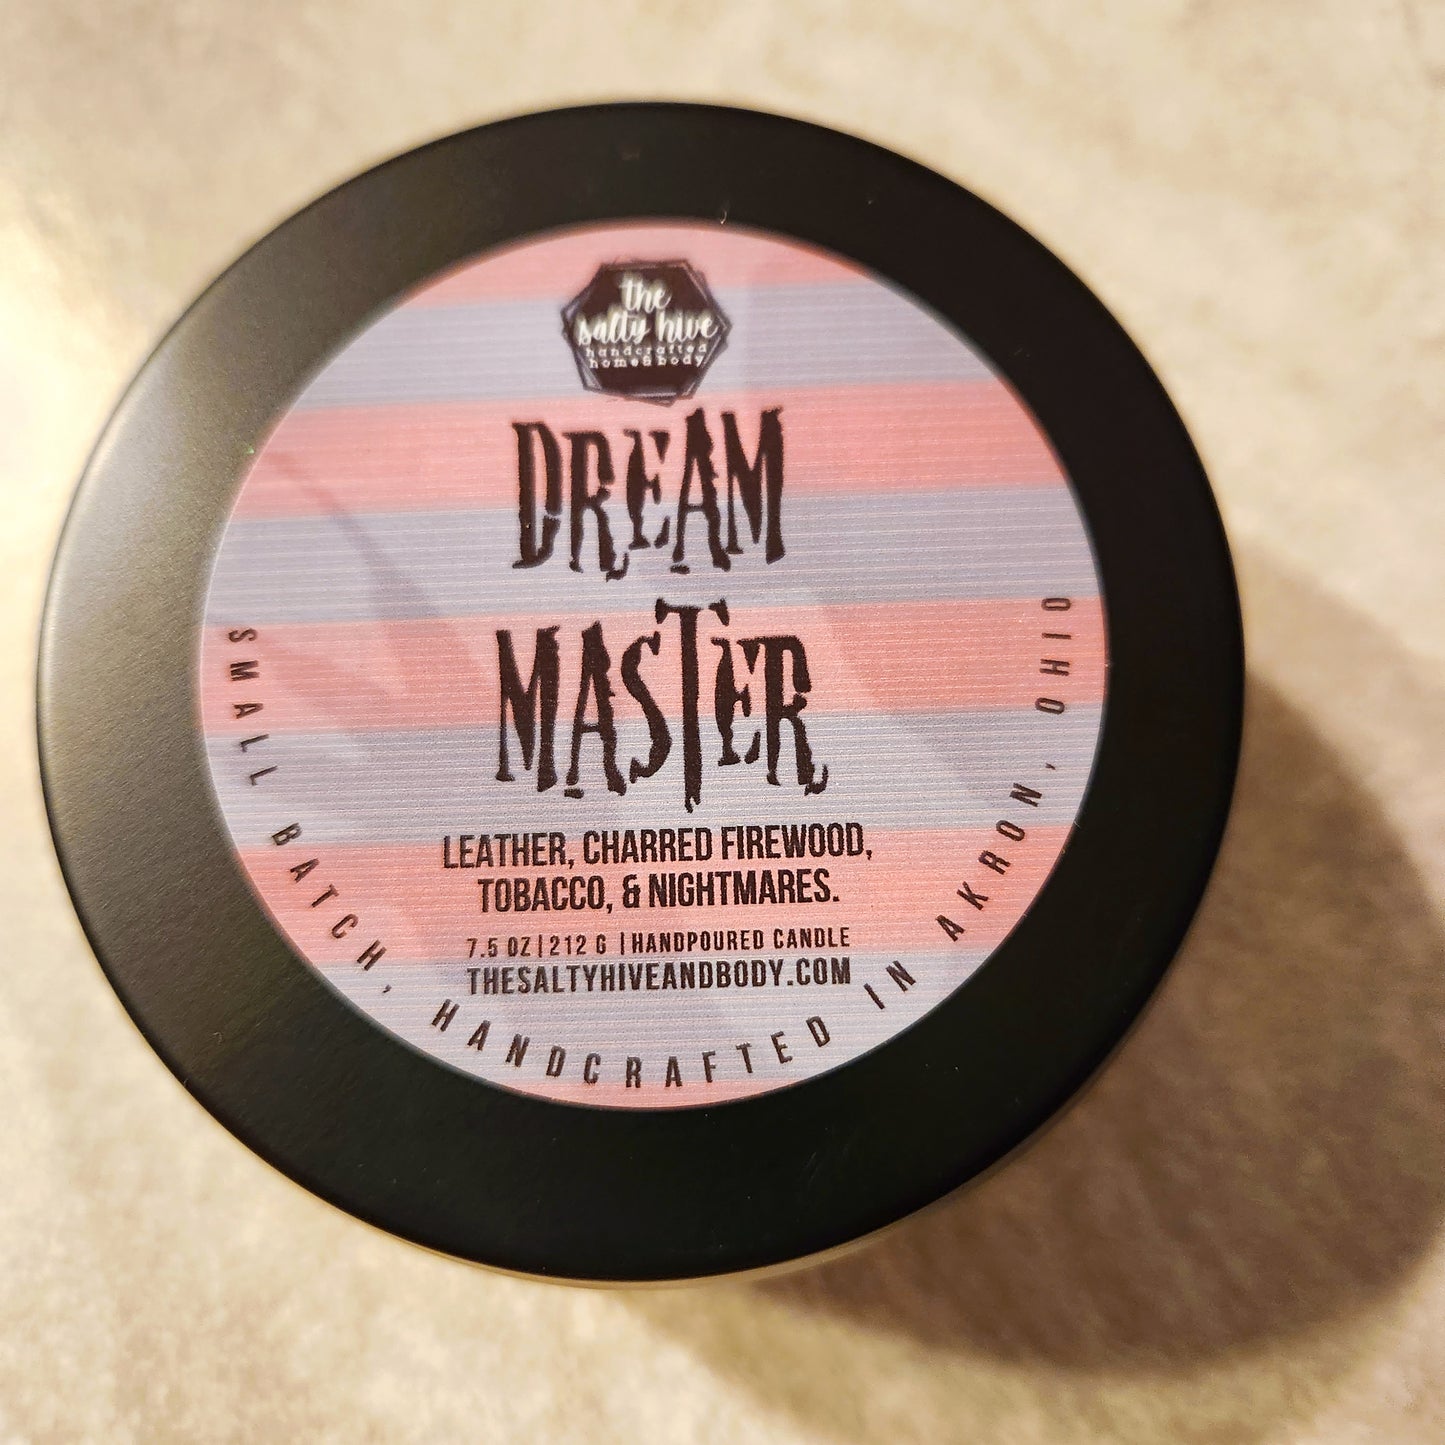 the
salty hive
handcrafted
home&body
DREAM
MASTER
LEATHER, CHARRED FIREWOOD,
TOBACCO, & NIGHTMARES.
7.5 OZ|212 G |HANDPOURED CANDLE
THESALTYHIVEANDBODY.COM
SMALL BATCH, HANDCRAFTED IN AKRON, OHIO